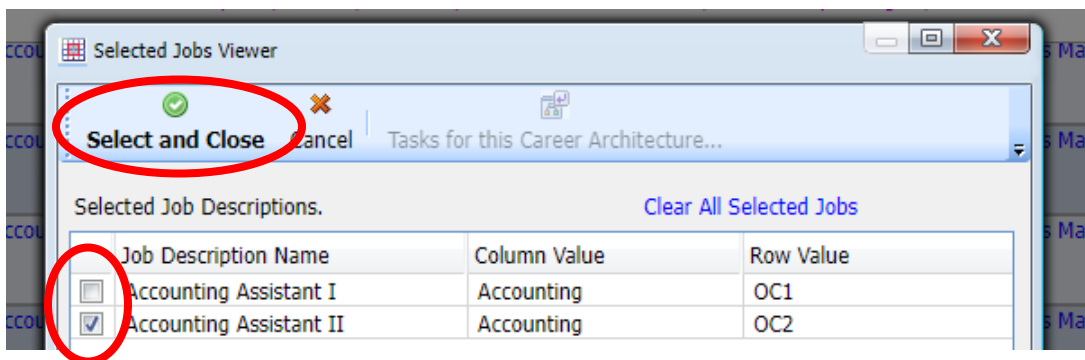 Selected Jobs Viewer
Select and Close Cancel Tasks for this Career Architecture...
Selected Job Descriptions. Clear All Selected Jobs
Job Description Name Column Value Row Value
Accounting Assistant I Accounting OC1
Accounting Assistant II Accounting OC2